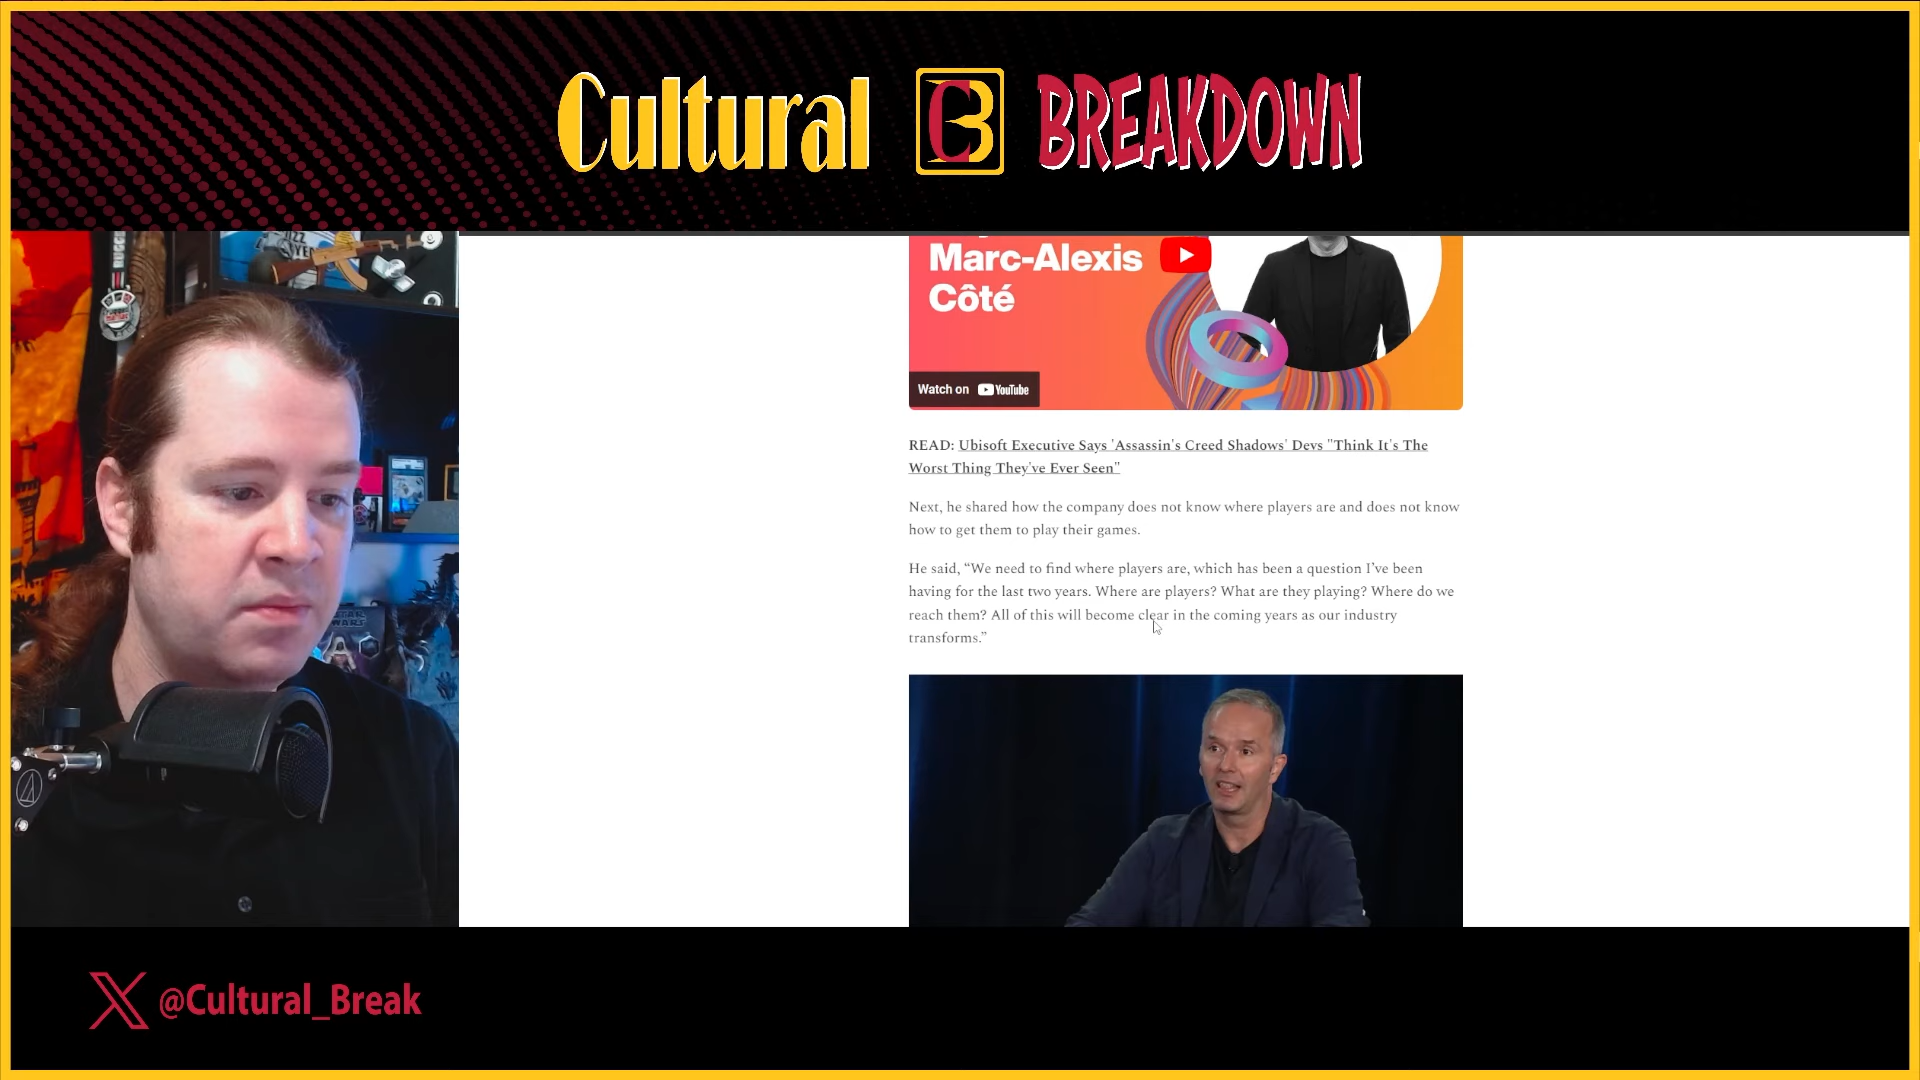 Cultural CB BREAKDOWN
Marc-Alexis
Côté
Watch on YouTube
READ: Ubisoft Executive Says 'Assassin's Creed Shadows' Devs "Think It's The
Worst Thing They've Ever Seen"
Next, he shared how the company does not know where players are and does not know
how to get them to play their games.
He said, “We need to find where players are, which has been a question I’ve been
having for the last two years. Where are players? What are they playing? Where do we
reach them? All of this will become clear in the coming years as our industry
transforms.”
STAR
WARS
@Cultural_Break